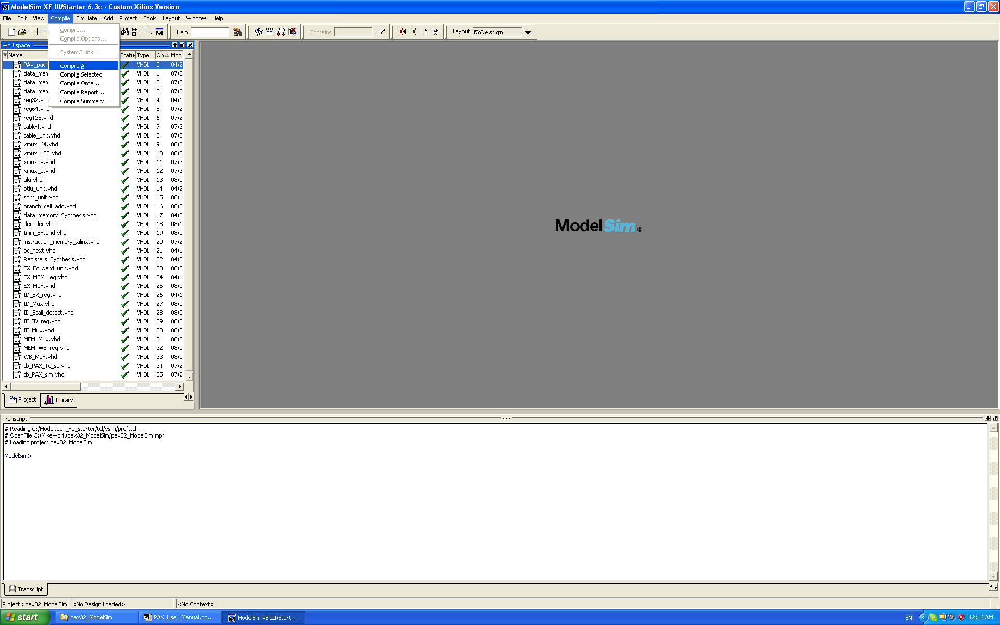 ModelSim XE III/Starter 6.3c - Custom Xilinx Version
File Edit View Compile Simulate Add Project Tools Layout Window Help
Compile...
Compile Options...
SystemC Link...
Compile All
Compile Selected
Compile Order...
Compile Report...
Compile Summary...
Help
Contains
Layout NoDesign
Workspace
Name Status Type Modi
PAX_pack VHDL 0 04/2
data_men VHDL 1 07/2
data_men VHDL 2 07/2
data_men VHDL 3 07/2
reg32.vhd VHDL 4 04/1
reg64.vhd VHDL 5 07/2
reg128.vhd VHDL 6 07/2
table4.vhd VHDL 7 07/3
table_unit.vhd VHDL 8 07/2
xmux_64.vhd VHDL 9 08/0
xmux_128.vhd VHDL 10 08/0
xmux_a.vhd VHDL 11 07/3
xmux_b.vhd VHDL 12 07/3
alu.vhd VHDL 13 08/0
ptlu_unit.vhd VHDL 14 04/2
shift_unit.vhd VHDL 15 08/1
branch_call_add.vhd VHDL 16 08/0
data_memory_Synthesis.vhd VHDL 17 04/2
decoder.vhd VHDL 18 08/1
Imm_Extend.vhd VHDL 19 08/0
instruction_memory_xilinx.vhd VHDL 20 07/2
pc_next.vhd VHDL 21 04/1
Registers_Synthesis.vhd VHDL 22 04/2
EX_Forward_unit.vhd VHDL 23 08/0
EX_MEM_reg.vhd VHDL 24 04/1
EX_Mux.vhd VHDL 25 08/0
ID_EX_reg.vhd VHDL 26 04/1
ID_Mux.vhd VHDL 27 08/0
ID_Stall_detect.vhd VHDL 28 08/0
IF_ID_reg.vhd VHDL 29 08/0
IF_Mux.vhd VHDL 30 08/0
MEM_Mux.vhd VHDL 31 08/0
MEM_WB_reg.vhd VHDL 32 08/0
WB_Mux.vhd VHDL 33 08/0
tb_PAX_1c_sc.vhd VHDL 34 07/2
tb_PAX_sim.vhd VHDL 35 07/2
Project Library
ModelSim ®
Transcript
# Reading C:/Modeltech_xe_starter/tcl/vsim/pref.tcl
# OpenFile C:/MikeWork/pax32_ModelSim/pax32_ModelSim.mpf
# Loading project pax32_ModelSim
ModelSim>
Transcript
Project : pax32_ModelSim <No Design Loaded> <No Context>
start pax32_ModelSim PAX_User_Manual.do... ModelSim XE III/Start... EN 12:16 AM